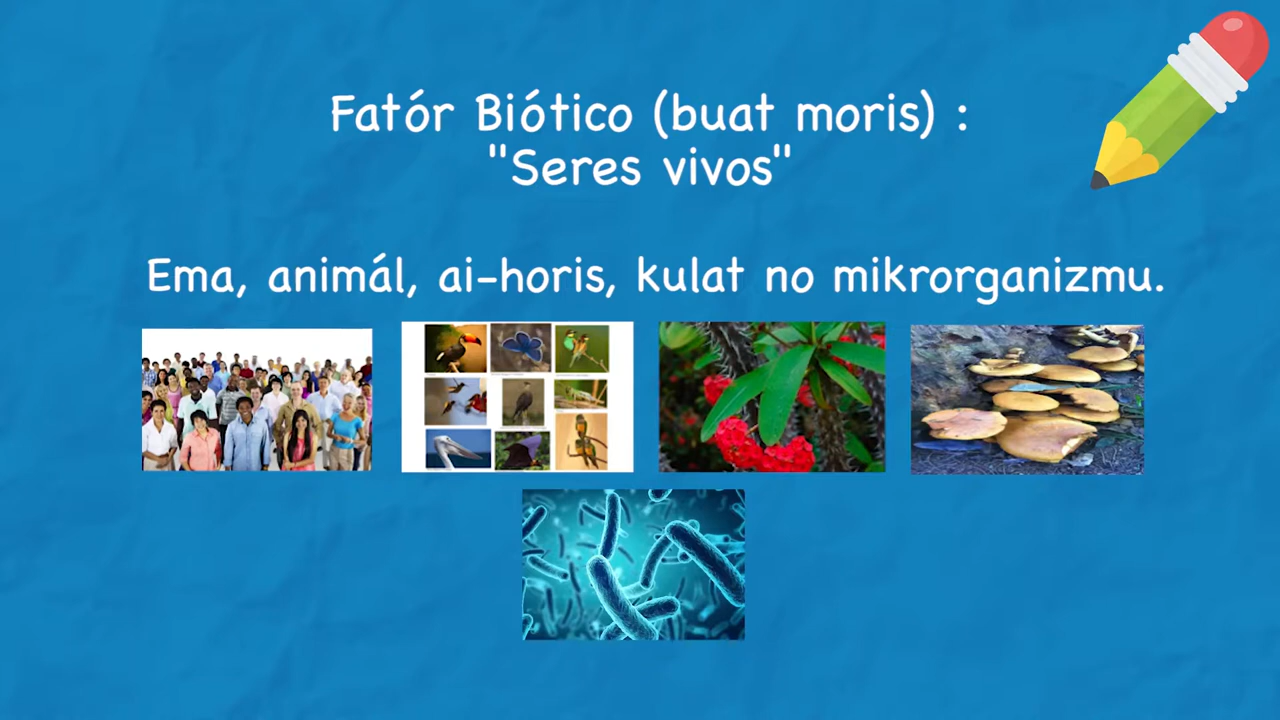 Fatór Biótico (buat moris) :
"Seres vivos"
Ema, animál, ai-horis, kulat no mikrorganizmu.